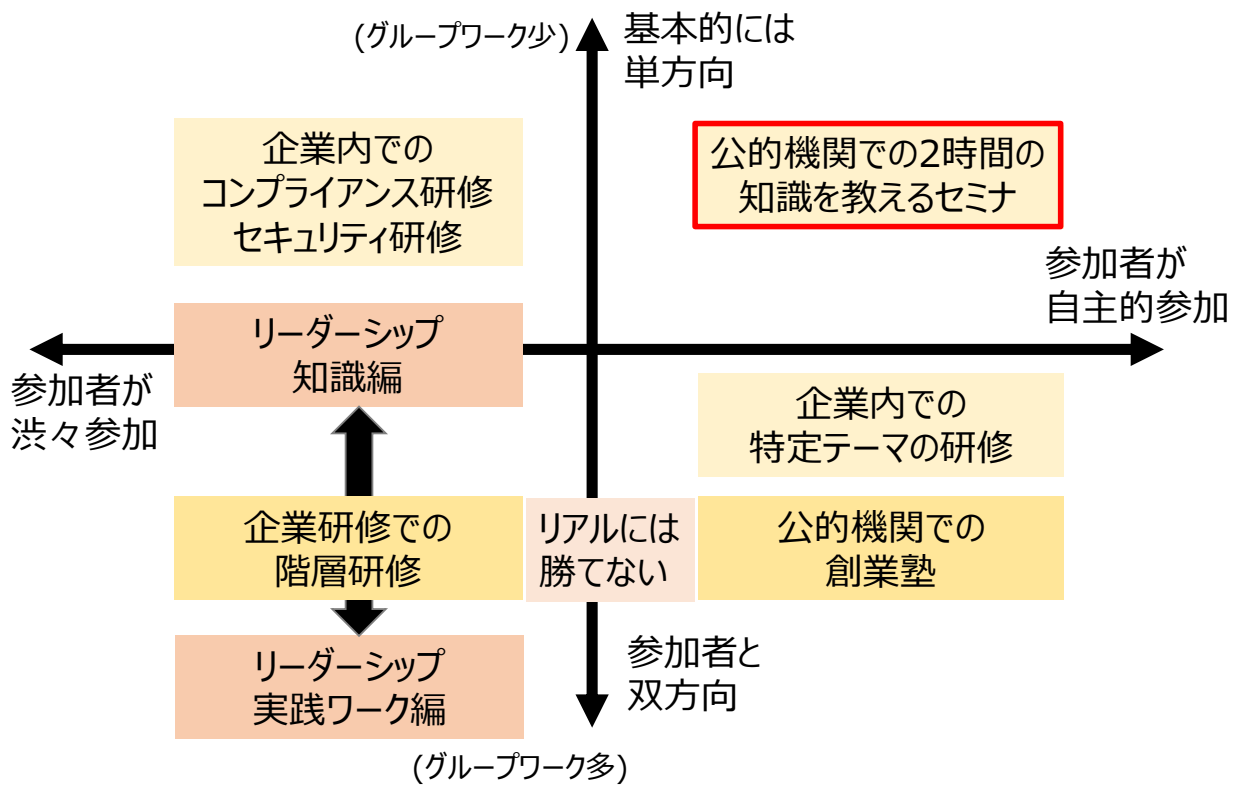 (グループワーク少)
基本的には
単方向
企業内での
コンプライアンス研修
セキュリティ研修
公的機関での2時間の
知識を教えるセミナ
参加者が
自主的参加
リーダーシップ
知識編
参加者が
渋々参加
企業内での
特定テーマの研修
企業研修での
階層研修
リアルには
勝てない
公的機関での
創業塾
リーダーシップ
実践ワーク編
参加者と
双方向
(グループワーク多)